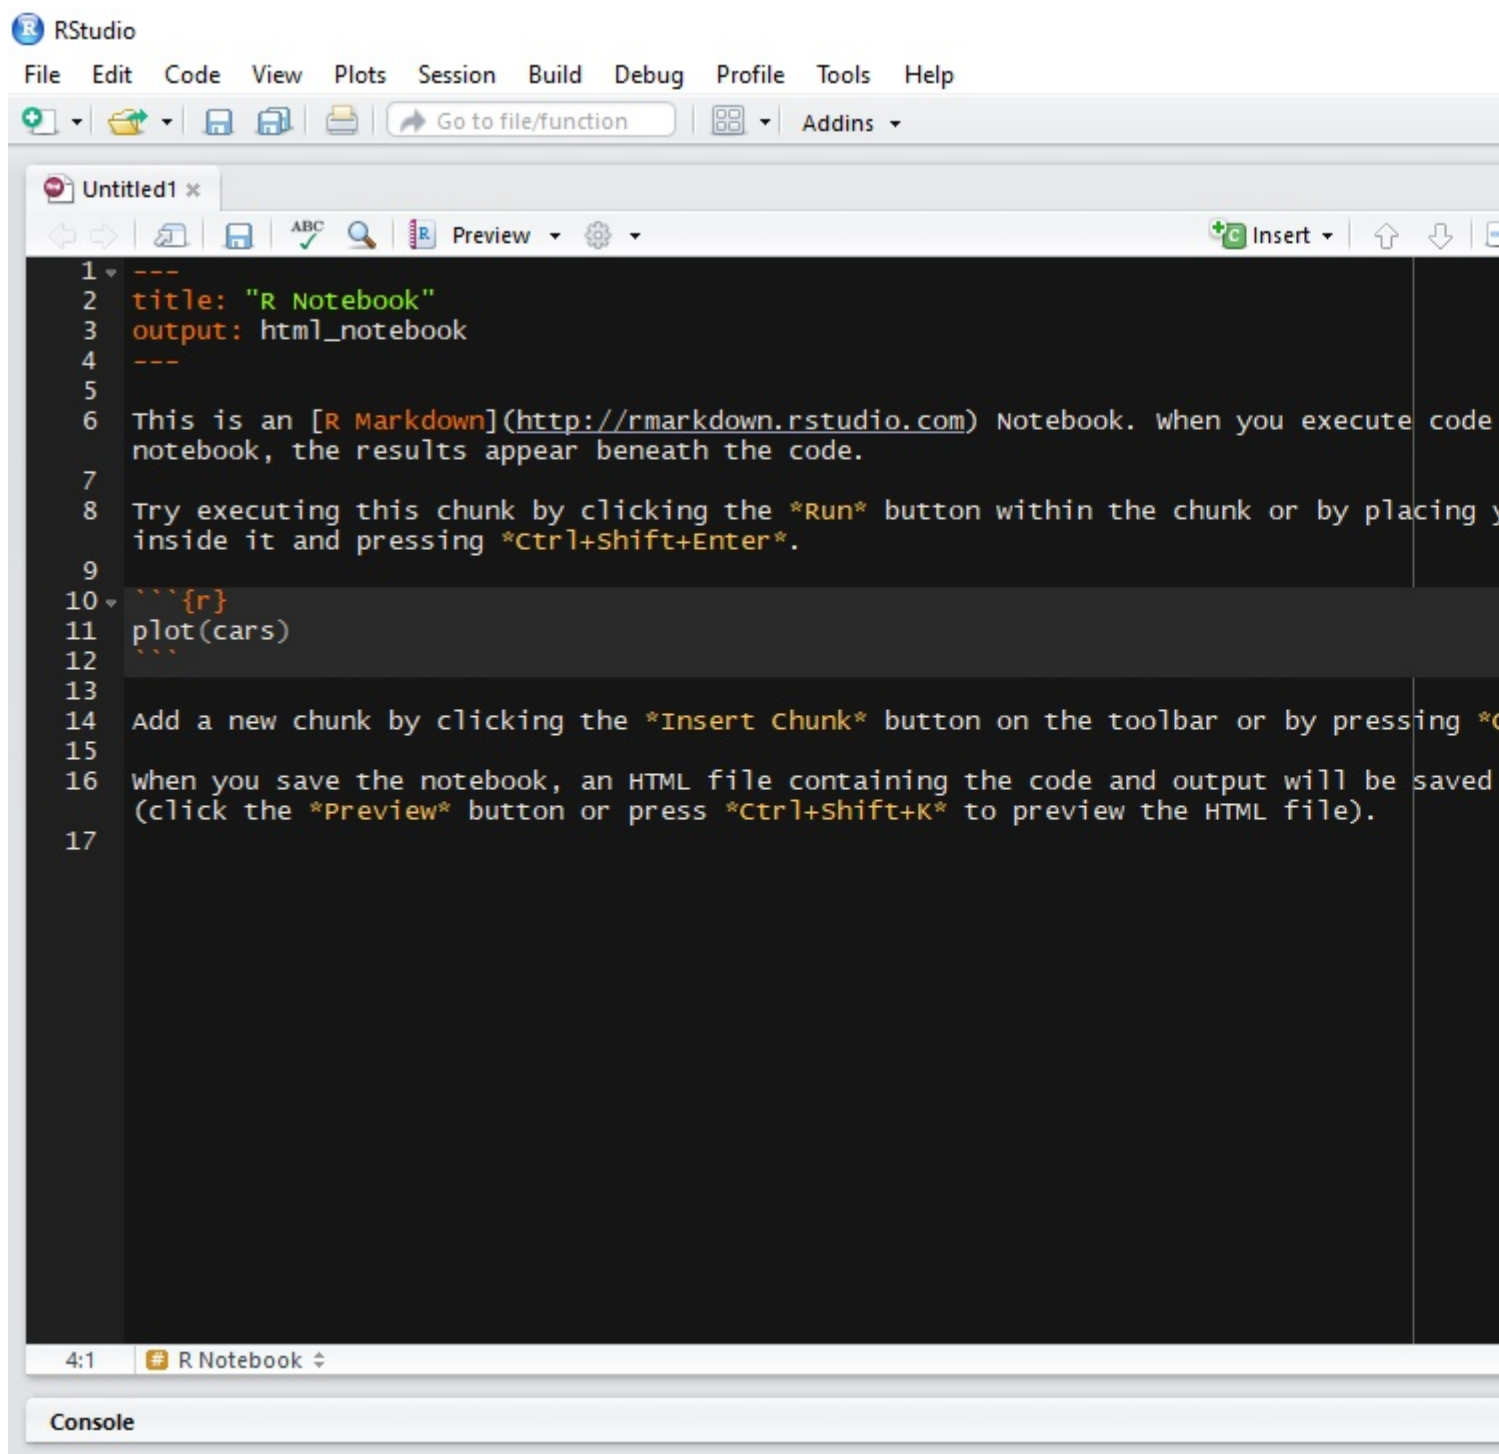 RStudio
File Edit Code View Plots Session Build Debug Profile Tools Help
Go to file/function Addins
Untitled1
ABC Preview Insert
1 ---
2 title: "R Notebook"
3 output: html_notebook
4 ---
5
6 This is an [R Markdown](http://rmarkdown.rstudio.com) Notebook. When you execute code
notebook, the results appear beneath the code.
7
8 Try executing this chunk by clicking the *Run* button within the chunk or by placing
inside it and pressing *Ctrl+Shift+Enter*.
9
10 ```{r}
11 plot(cars)
12 ```
13
14 Add a new chunk by clicking the *Insert Chunk* button on the toolbar or by pressing
15
16 When you save the notebook, an HTML file containing the code and output will be saved
(click the *Preview* button or press *Ctrl+Shift+K* to preview the HTML file).
17
4:1 # R Notebook
Console